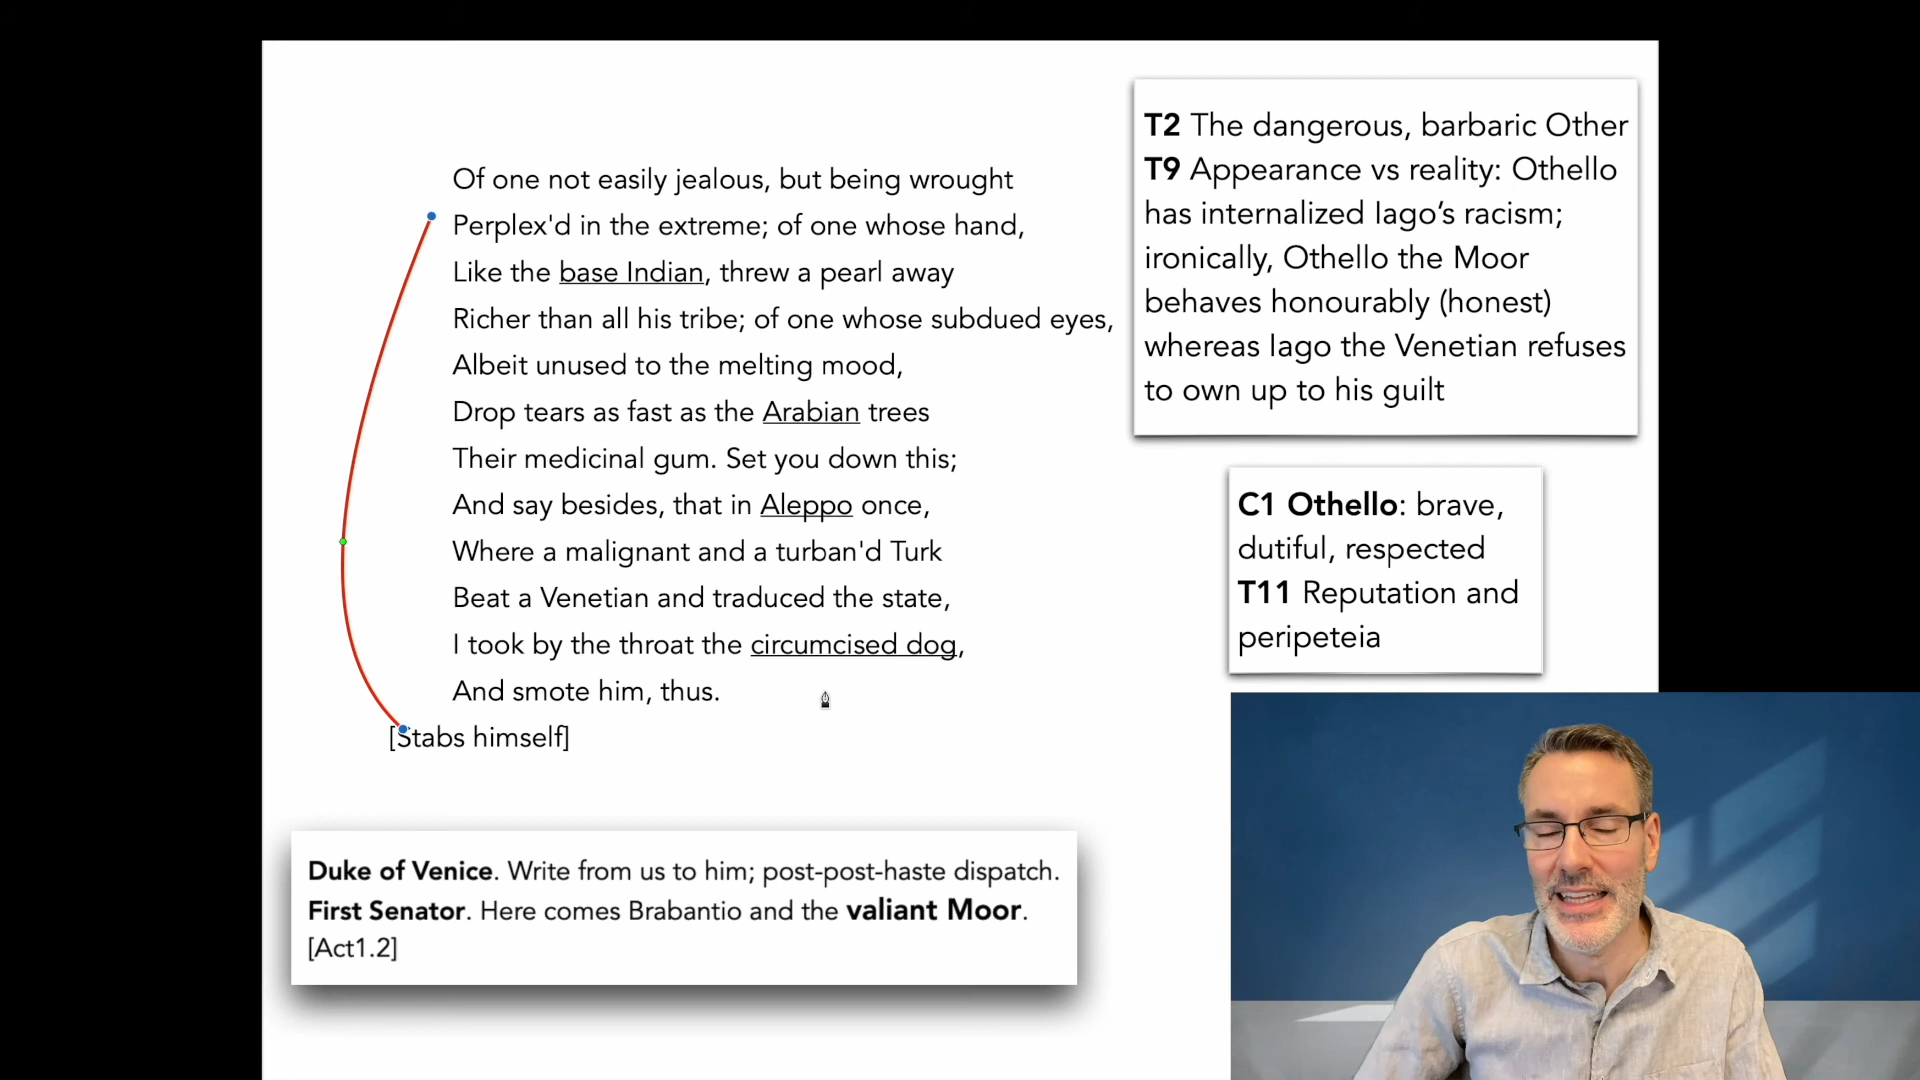 Of one not easily jealous, but being wrought
Perplex'd in the extreme; of one whose hand,
Like the base Indian, threw a pearl away
Richer than all his tribe; of one whose subdued eyes,
Albeit unused to the melting mood,
Drop tears as fast as the Arabian trees
Their medicinal gum. Set you down this;
And say besides, that in Aleppo once,
Where a malignant and a turban'd Turk
Beat a Venetian and traduced the state,
I took by the throat the circumcised dog,
And smote him, thus.
[Stabs himself]
T2 The dangerous, barbaric Other
T9 Appearance vs reality: Othello
has internalized Iago's racism;
ironically, Othello the Moor
behaves honourably (honest)
whereas Iago the Venetian refuses
to own up to his guilt
C1 Othello: brave,
dutiful, respected
T11 Reputation and
peripeteia
Duke of Venice. Write from us to him; post-post-haste dispatch.
First Senator. Here comes Brabantio and the valiant Moor.
[Act1.2]